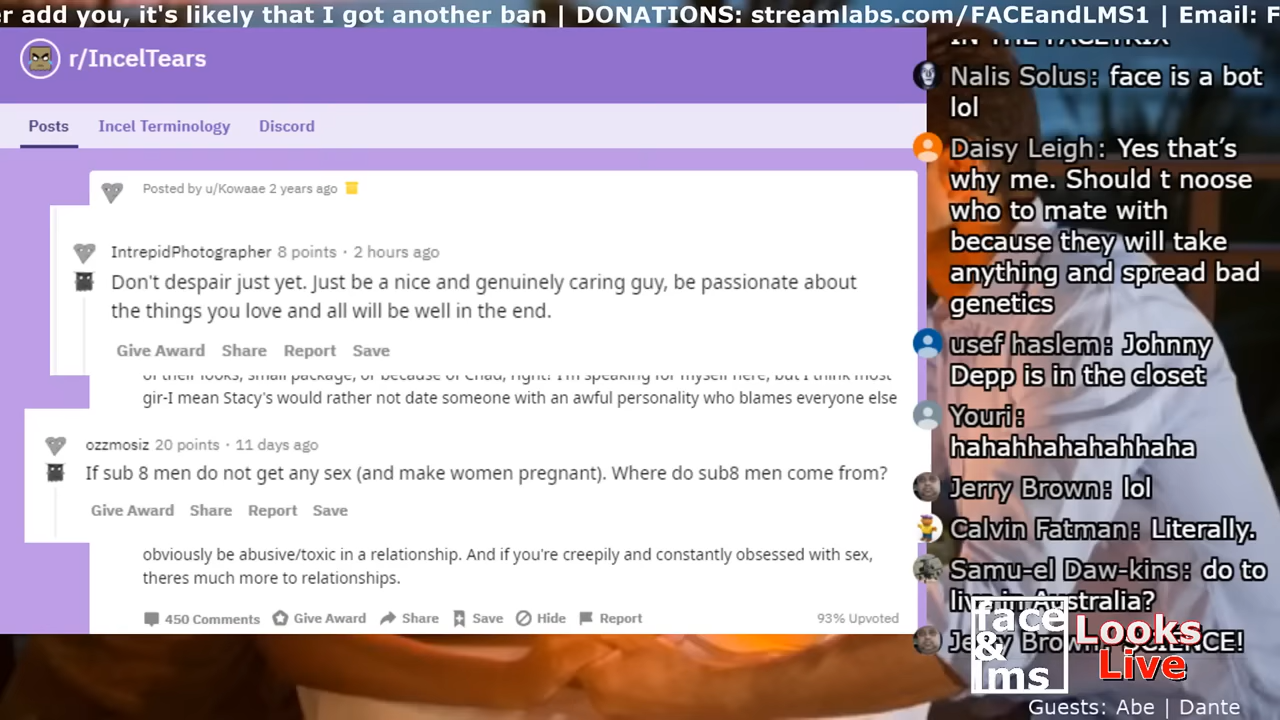 er add you, it's likely that I got another ban | DONATIONS: streamlabs.com/FACEandLMS1 | Email: F
r/IncelTears
Posts Incel Terminology Discord
Posted by u/Kowaae 2 years ago
IntrepidPhotographer 8 points · 2 hours ago
Don't despair just yet. Just be a nice and genuinely caring guy, be passionate about
the things you love and all will be well in the end.
Give Award Share Report Save
of their looks, small package, or because of Chad, right? I'm speaking for myself here, but I think most
gir-I mean Stacy's would rather not date someone with an awful personality who blames everyone else
ozzmosiz 20 points · 11 days ago
If sub 8 men do not get any sex (and make women pregnant). Where do sub8 men come from?
Give Award Share Report Save
obviously be abusive/toxic in a relationship. And if you're creepily and constantly obsessed with sex,
theres much more to relationships.
450 Comments Give Award Share Save Hide Report 93% Upvoted
IN THE FACETRIX
Nalis Solus: face is a bot
lol
Daisy Leigh: Yes that's
why me. Should t noose
who to mate with
because they will take
anything and spread bad
genetics
usef haslem: Johnny
Depp is in the closet
Youri:
hahahhahahahhaha
Jerry Brown: lol
Calvin Fatman: Literally.
Samu-el Daw-kins: do to
live in Australia?
Jerry Brown: SCIENCE!
face
&
lms
Looks
Live
Guests: Abe | Dante